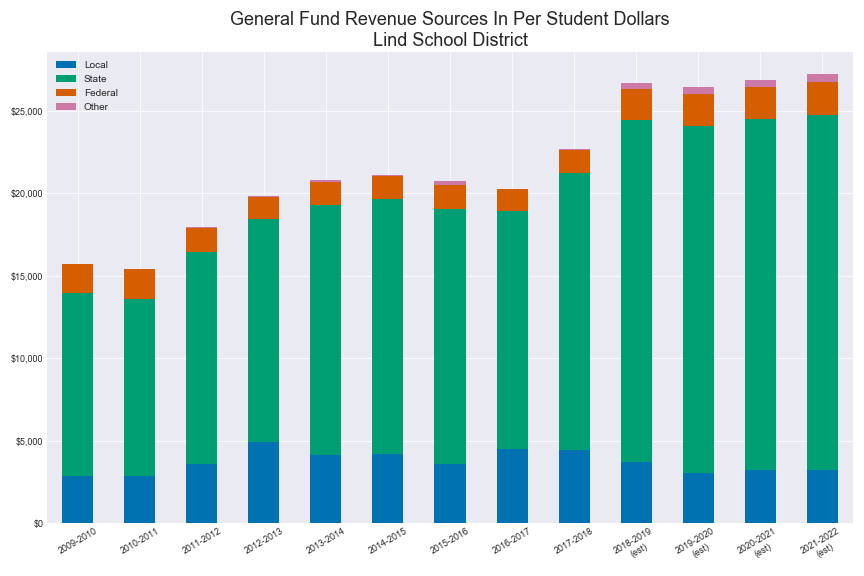 General Fund Revenue Sources In Per Student Dollars
Lind School District
Local
State
Federal
Other
$25,000
$20,000
$15,000
$10,000
$5,000
$0
2009-2010
2010-2011
2011-2012
2012-2013
2013-2014
2014-2015
2015-2016
2016-2017
2017-2018
2018-2019
(est)
2019-2020
(est)
2020-2021
(est)
2021-2022
(est)